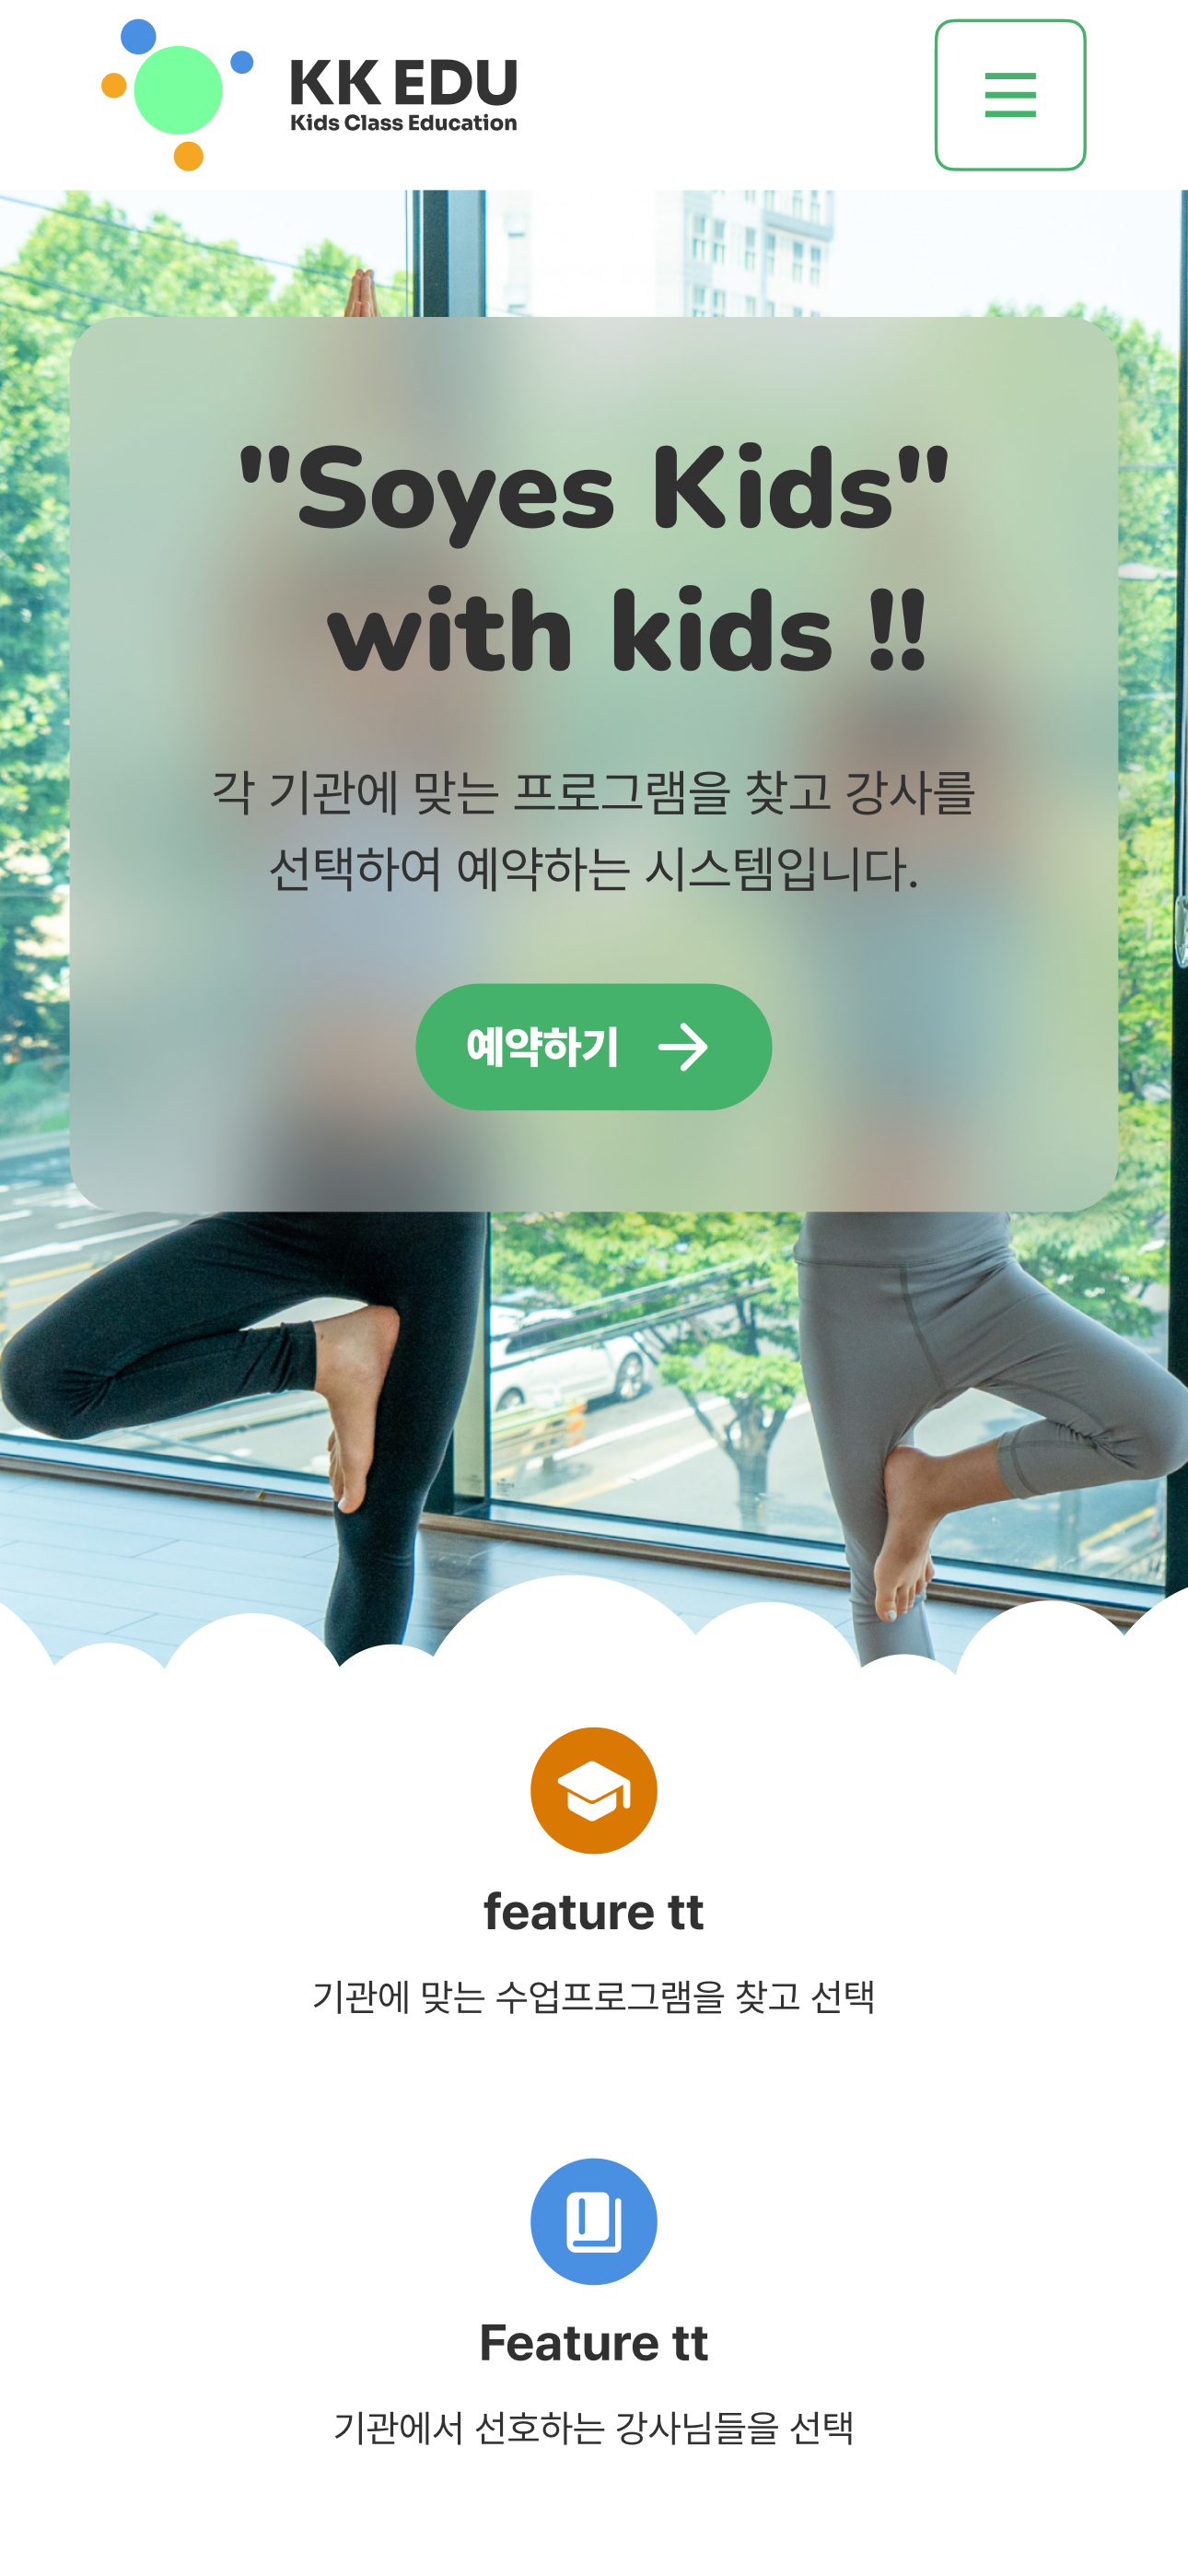 KK EDU
Kids Class Education
"Soyes Kids"
with kids !!
각 기관에 맞는 프로그램을 찾고 강사를
선택하여 예약하는 시스템입니다.
예약하기
feature tt
기관에 맞는 수업프로그램을 찾고 선택
Feature tt
기관에서 선호하는 강사님들을 선택